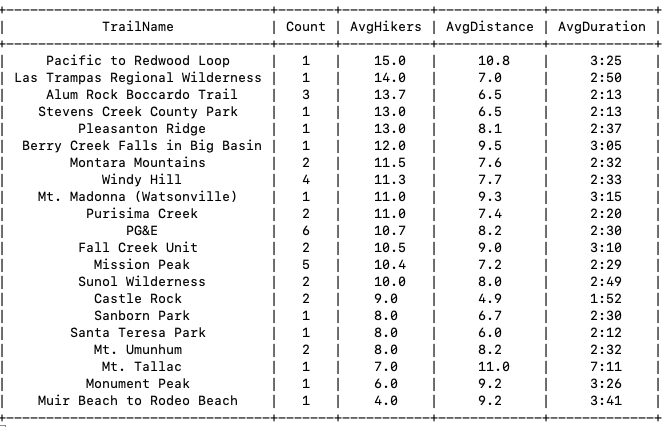 +---------------------------------+-------+-----------+-------------+-------------+
| TrailName | Count | AvgHikers | AvgDistance | AvgDuration |
+---------------------------------+-------+-----------+-------------+-------------+
| Pacific to Redwood Loop | 1 | 15.0 | 10.8 | 3:25 |
| Las Trampas Regional Wilderness | 1 | 14.0 | 7.0 | 2:50 |
| Alum Rock Boccardo Trail | 3 | 13.7 | 6.5 | 2:13 |
| Stevens Creek County Park | 1 | 13.0 | 6.5 | 2:13 |
| Pleasanton Ridge | 1 | 13.0 | 8.1 | 2:37 |
| Berry Creek Falls in Big Basin | 1 | 12.0 | 9.5 | 3:05 |
| Montara Mountains | 2 | 11.5 | 7.6 | 2:32 |
| Windy Hill | 4 | 11.3 | 7.7 | 2:33 |
| Mt. Madonna (Watsonville) | 1 | 11.0 | 9.3 | 3:15 |
| Purisima Creek | 2 | 11.0 | 7.4 | 2:20 |
| PG&E | 6 | 10.7 | 8.2 | 2:30 |
| Fall Creek Unit | 2 | 10.5 | 9.0 | 3:10 |
| Mission Peak | 5 | 10.4 | 7.2 | 2:29 |
| Sunol Wilderness | 2 | 10.0 | 8.0 | 2:49 |
| Castle Rock | 2 | 9.0 | 4.9 | 1:52 |
| Sanborn Park | 1 | 8.0 | 6.7 | 2:30 |
| Santa Teresa Park | 1 | 8.0 | 6.0 | 2:12 |
| Mt. Umunhum | 2 | 8.0 | 8.2 | 2:32 |
| Mt. Tallac | 1 | 7.0 | 11.0 | 7:11 |
| Monument Peak | 1 | 6.0 | 9.2 | 3:26 |
| Muir Beach to Rodeo Beach | 1 | 4.0 | 9.2 | 3:41 |
+---------------------------------+-------+-----------+-------------+-------------+